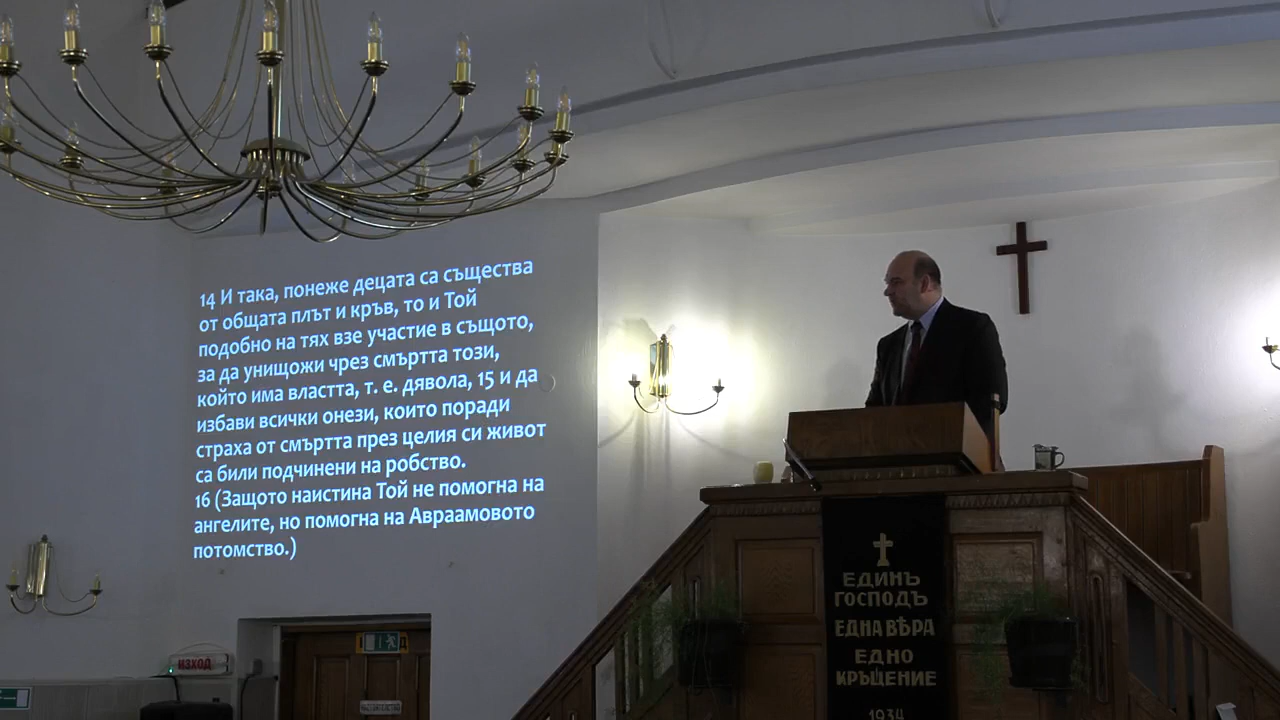 14 И така, понеже децата са същества
от общата плът и кръв, то и Той
подобно на тях взе участие в същото,
за да унищожи чрез смъртта този,
който има властта, т. е. дявола, 15 и да
избави всички онези, които поради
страха от смъртта през целия си живот
са били подчинени на робство.
16 (Защото наистина Той не помогна на
ангелите, но помогна на Авраамовото
потомство.)
ЕДИНЪ
ГОСПОДЬ
ЕДНА ВѢРА
ЕДНО
КРЪЩЕНИЕ
1934
ИЗХОД